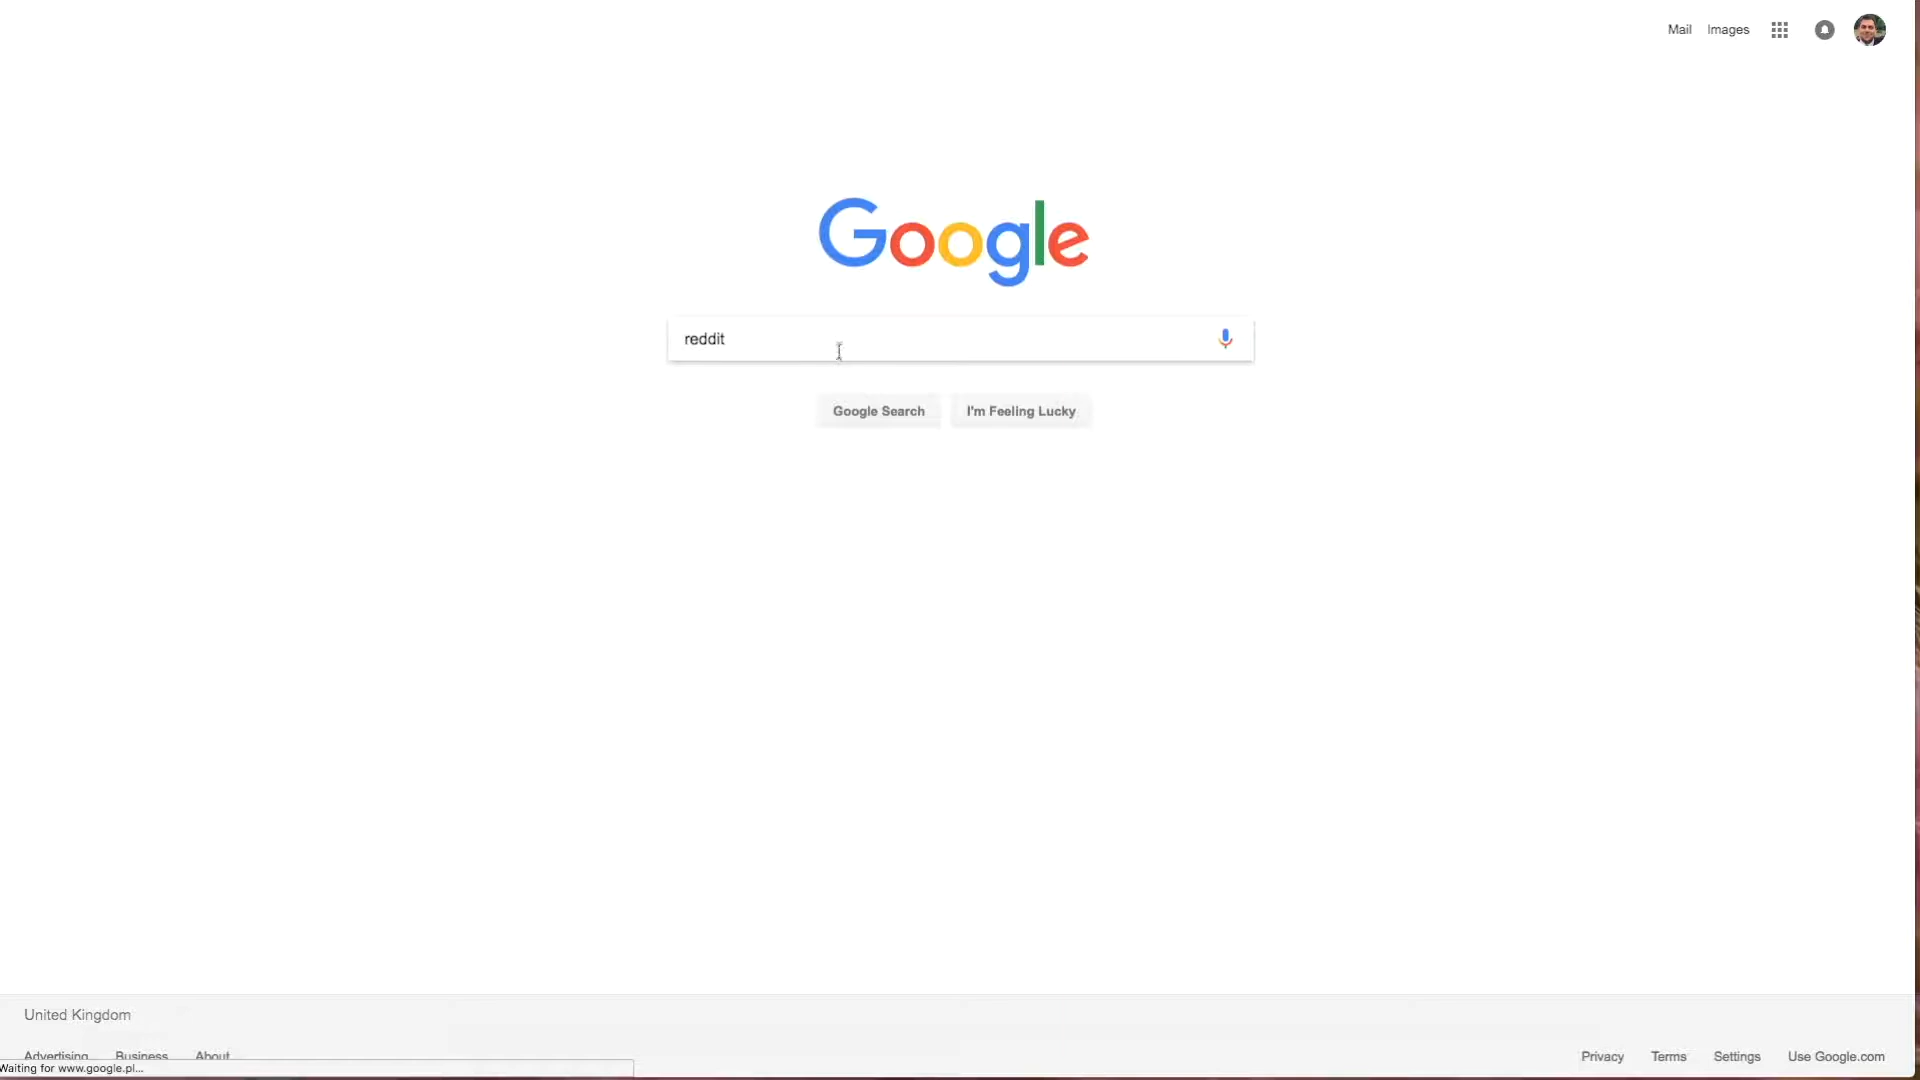 Mail Images
Google
reddit
Google Search I'm Feeling Lucky
United Kingdom
Advertising Business About Privacy Terms Settings Use Google.com
Waiting for www.google.pl...